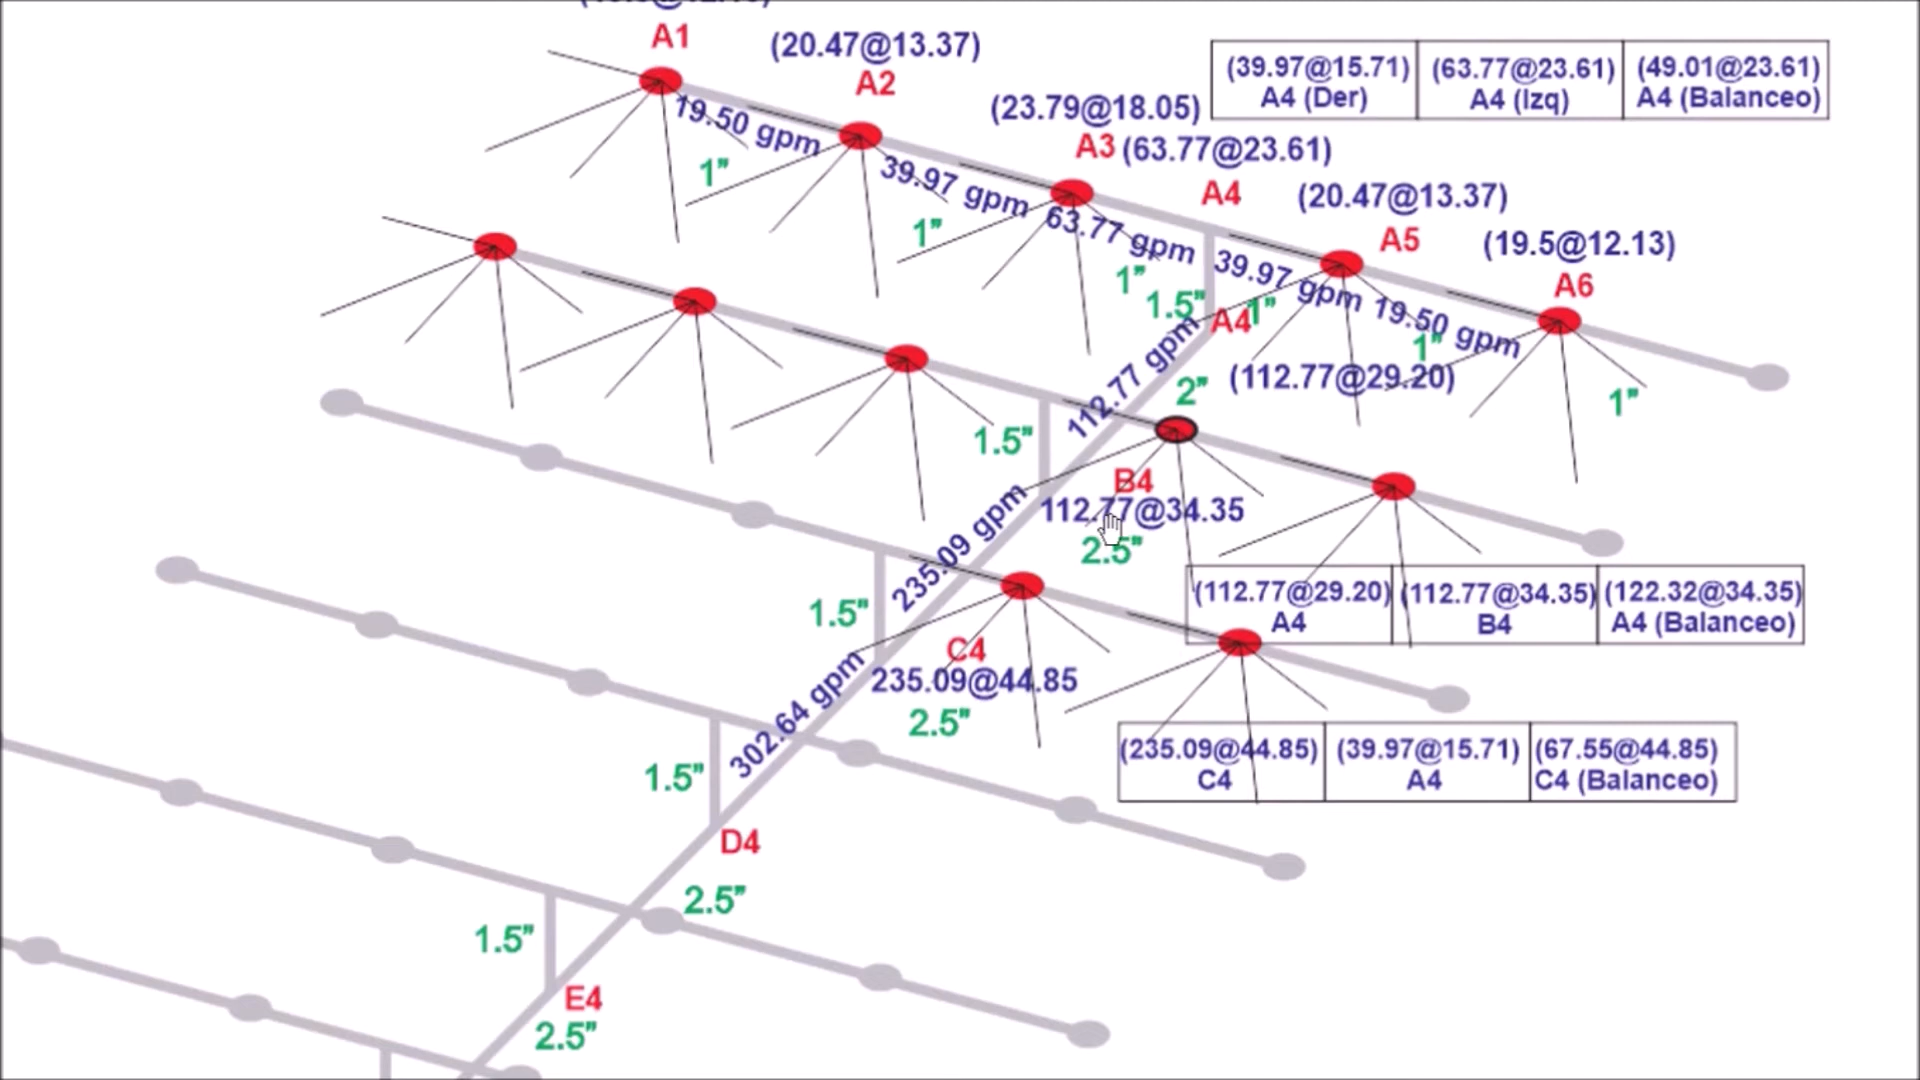 A1
(20.47@13.37)
A2
(39.97@15.71)
A4 (Der)
(63.77@23.61)
A4 (Izq)
(49.01@23.61)
A4 (Balanceo)
(23.79@18.05)
A3
(63.77@23.61)
A4
(20.47@13.37)
A5
(19.5@12.13)
A6
19.50 gpm
1”
39.97 gpm
1”
63.77 gpm
1”
39.97 gpm
1”
19.50 gpm
1”
1”
1.5”
A4
112.77 gpm
2”
(112.77@29.20)
1.5”
B4
112.77@34.35
2.5”
235.09 gpm
(112.77@29.20)
A4
(112.77@34.35)
B4
(122.32@34.35)
A4 (Balanceo)
1.5”
C4
235.09@44.85
2.5”
302.64 gpm
(235.09@44.85)
C4
(39.97@15.71)
A4
(67.55@44.85)
C4 (Balanceo)
1.5”
D4
2.5”
1.5”
E4
2.5”